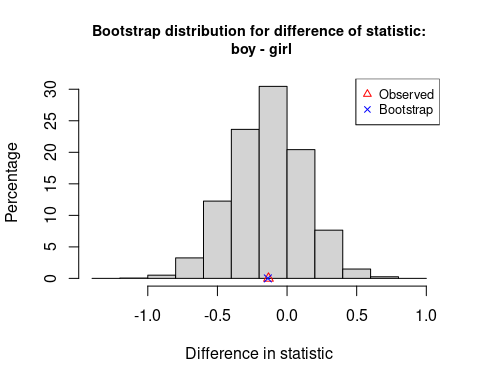 Bootstrap distribution for difference of statistic:
boy - girl
Observed
Bootstrap
Percentage
30
25
20
15
10
5
0
-1.0 -0.5 0.0 0.5 1.0
Difference in statistic